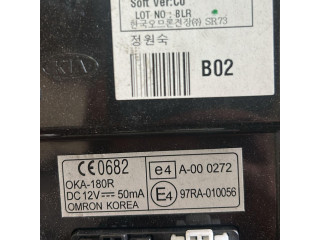 Soft Ver:C0
LOT NO : BLR
한국오므론전장(주) SR73
정원숙
B02
KIA
CE0682
OKA-180R
DC 12V 50mA
OMRON KOREA
e4 A-00 0272
E4 97RA-010056